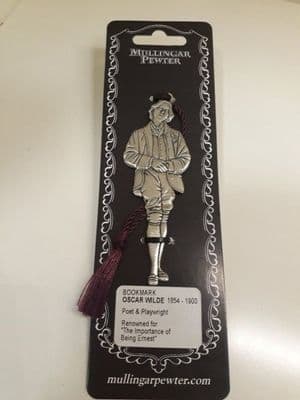 MULLINGAR
PEWTER
BOOKMARK
OSCAR WILDE 1854 - 1900
Poet & Playwright
Renowned for
"The Importance of
Being Ernest"
mullingarpewter.com